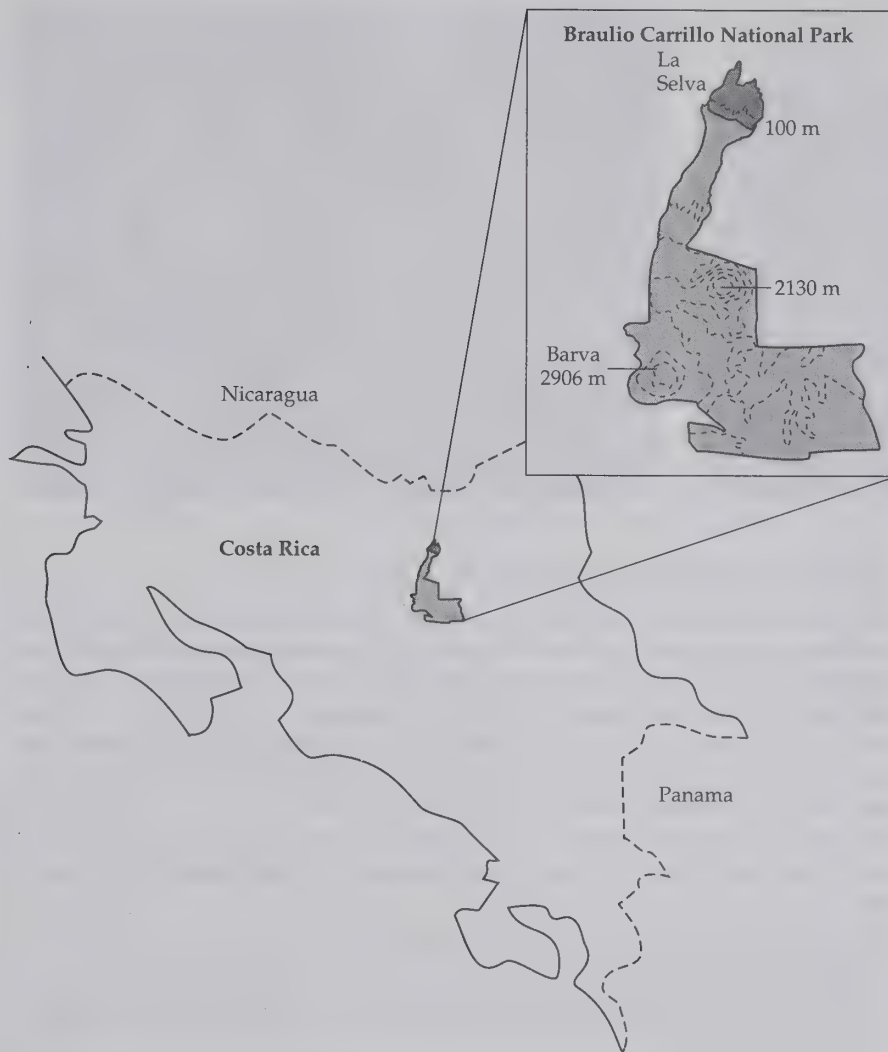 Braulio Carrillo National Park
La
Selva
100 m
2130 m
Barva
2906 m
Nicaragua
Costa Rica
Panama